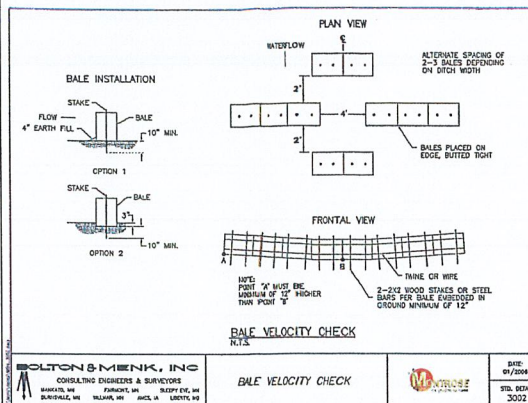 PLAN VIEW
WATERFLOW
ALTERNATE SPACING OF
2-3 BALES DEPENDING
ON DITCH WIDTH
2'
4'
2'
BALES PLACED ON
EDGE, BUTTED TIGHT
BALE INSTALLATION
STAKE
FLOW
BALE
4" EARTH FILL
10" MIN.
OPTION 1
STAKE
BALE
3"
10" MIN.
OPTION 2
FRONTAL VIEW
A
B
TWINE OR WIRE
NOTE:
POINT "A" MUST BE
MINIMUM OF 12" HIGHER
THAN POINT "B"
2-2X2 WOOD STAKES OR STEEL
BARS PER BALE EMBEDDED IN
GROUND MINIMUM OF 12"
BALE VELOCITY CHECK
N.T.S.
BOLTON & MENK, INC
CONSULTING ENGINEERS & SURVEYORS
MANKATO, MN FAIRMONT, MN SLEEPY EYE, MN
BURNSVILLE, MN WILLMAR, MN AMES, IA LIBERTY, MO
BALE VELOCITY CHECK
MONTROSE
DATE:
01/2006
STD. DETA
3002